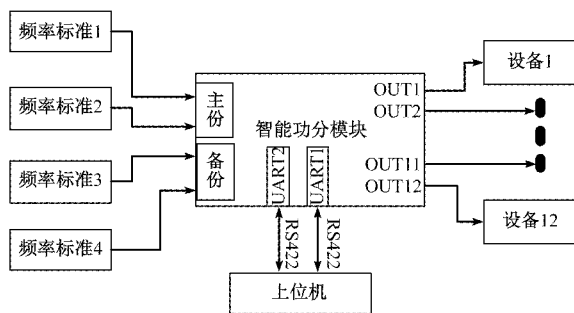 频率标准1
频率标准2
频率标准3
频率标准4
主份
备份
智能功分模块
UART2
UART1
OUT1
OUT2
OUT11
OUT12
设备1
设备12
RS422
RS422
上位机